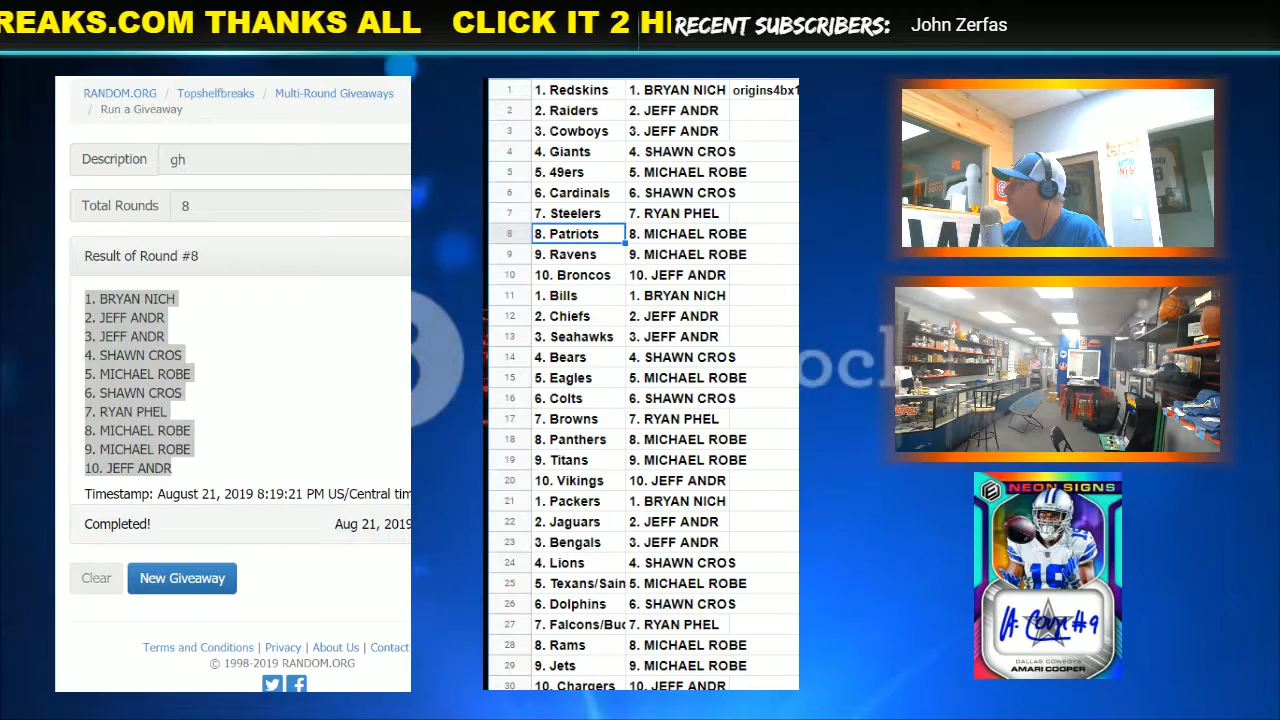 REAKS.COM THANKS ALL CLICK IT 2 HI
RECENT SUBSCRIBERS: John Zerfas
RANDOM.ORG / Topshelfbreaks / Multi-Round Giveaways
/ Run a Giveaway
Description gh
Total Rounds 8
Result of Round #8
1. BRYAN NICH
2. JEFF ANDR
3. JEFF ANDR
4. SHAWN CROS
5. MICHAEL ROBE
6. SHAWN CROS
7. RYAN PHEL
8. MICHAEL ROBE
9. MICHAEL ROBE
10. JEFF ANDR
Timestamp: August 21, 2019 8:19:21 PM US/Central tim
Completed! Aug 21, 2019
Clear New Giveaway
Terms and Conditions | Privacy | About Us | Contact
© 1998-2019 RANDOM.ORG
1 1. Redskins 1. BRYAN NICH origins4bx1
2 2. Raiders 2. JEFF ANDR
3 3. Cowboys 3. JEFF ANDR
4 4. Giants 4. SHAWN CROS
5 5. 49ers 5. MICHAEL ROBE
6 6. Cardinals 6. SHAWN CROS
7 7. Steelers 7. RYAN PHEL
8 8. Patriots 8. MICHAEL ROBE
9 9. Ravens 9. MICHAEL ROBE
10 10. Broncos 10. JEFF ANDR
11 1. Bills 1. BRYAN NICH
12 2. Chiefs 2. JEFF ANDR
13 3. Seahawks 3. JEFF ANDR
14 4. Bears 4. SHAWN CROS
15 5. Eagles 5. MICHAEL ROBE
16 6. Colts 6. SHAWN CROS
17 7. Browns 7. RYAN PHEL
18 8. Panthers 8. MICHAEL ROBE
19 9. Titans 9. MICHAEL ROBE
20 10. Vikings 10. JEFF ANDR
21 1. Packers 1. BRYAN NICH
22 2. Jaguars 2. JEFF ANDR
23 3. Bengals 3. JEFF ANDR
24 4. Lions 4. SHAWN CROS
25 5. Texans/Sain 5. MICHAEL ROBE
26 6. Dolphins 6. SHAWN CROS
27 7. Falcons/Buc 7. RYAN PHEL
28 8. Rams 8. MICHAEL ROBE
29 9. Jets 9. MICHAEL ROBE
30 10. Chargers 10. JEFF ANDR
NEON SIGNS
19
DALLAS COWBOYS
AMARI COOPER